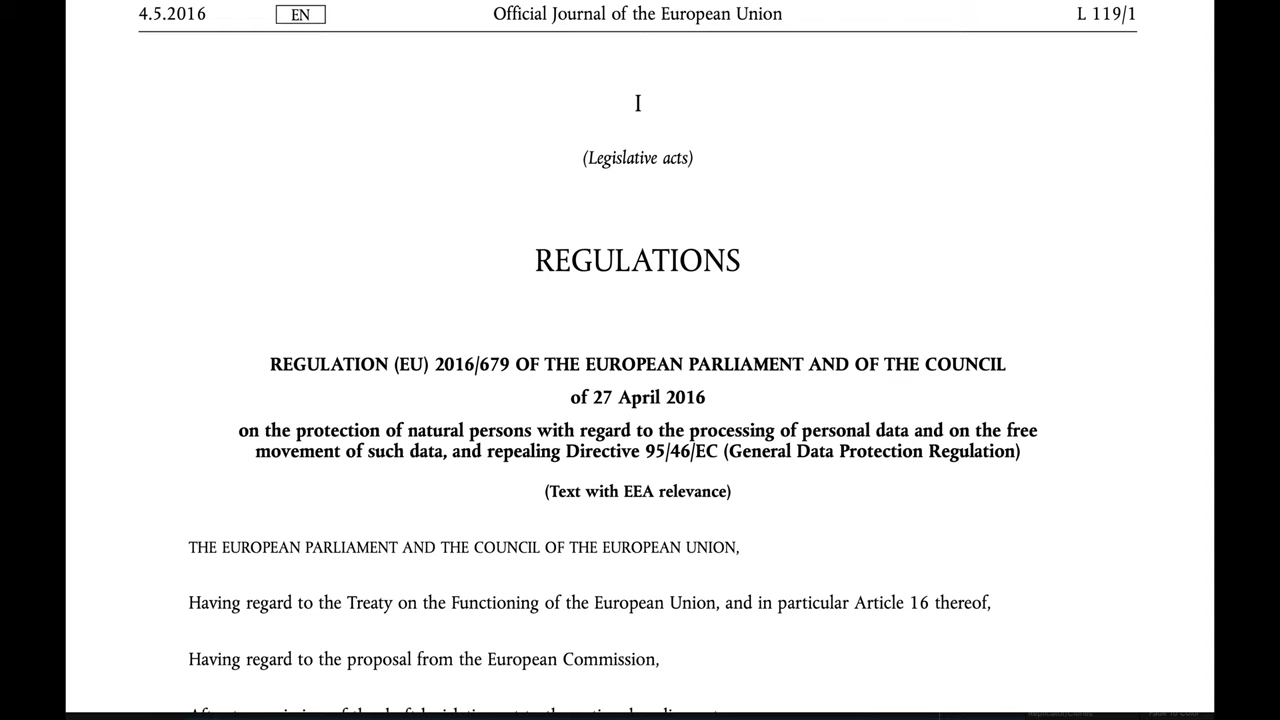 4.5.2016 EN Official Journal of the European Union L 119/1
I
(Legislative acts)
REGULATIONS
REGULATION (EU) 2016/679 OF THE EUROPEAN PARLIAMENT AND OF THE COUNCIL
of 27 April 2016
on the protection of natural persons with regard to the processing of personal data and on the free
movement of such data, and repealing Directive 95/46/EC (General Data Protection Regulation)
(Text with EEA relevance)
THE EUROPEAN PARLIAMENT AND THE COUNCIL OF THE EUROPEAN UNION,
Having regard to the Treaty on the Functioning of the European Union, and in particular Article 16 thereof,
Having regard to the proposal from the European Commission,